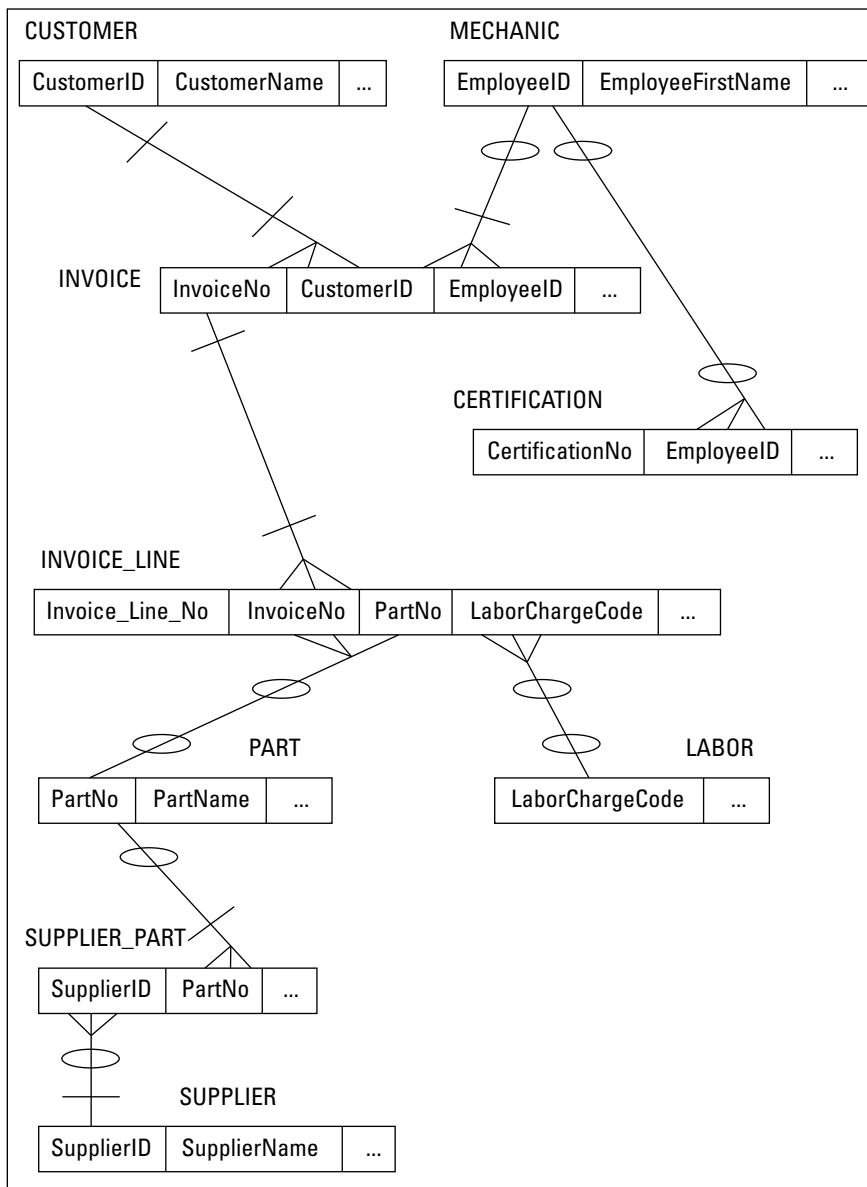 CUSTOMER MECHANIC
CustomerID CustomerName ... EmployeeID EmployeeFirstName ...
INVOICE
InvoiceNo CustomerID EmployeeID ...
CERTIFICATION
CertificationNo EmployeeID ...
INVOICE_LINE
Invoice_Line_No InvoiceNo PartNo LaborChargeCode ...
PART LABOR
PartNo PartName ... LaborChargeCode ...
SUPPLIER_PART
SupplierID PartNo ...
SUPPLIER
SupplierID SupplierName ...